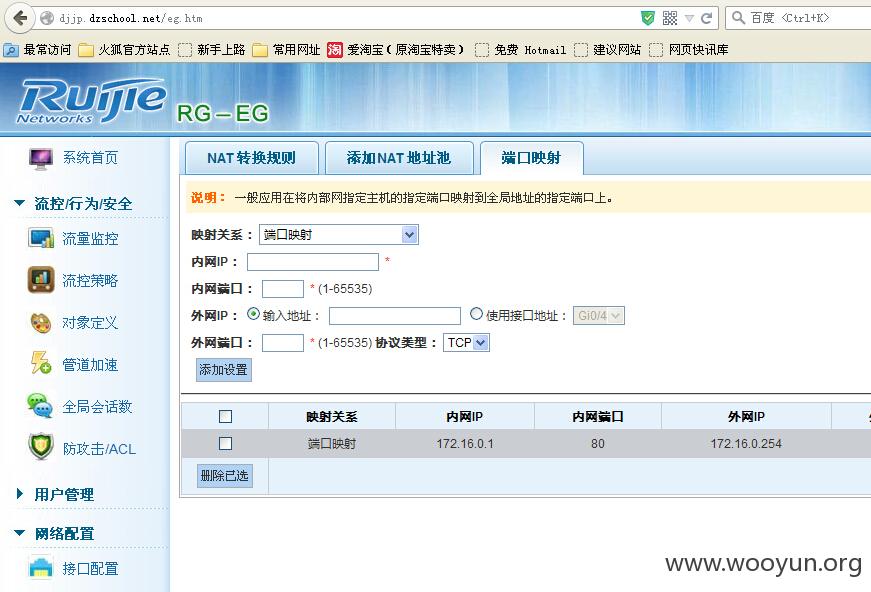 djjp.dzschool.net/eg.htm
百度 <Ctrl+K>
最常访问 火狐官方站点 新手上路 常用网址 淘 爱淘宝(原淘宝特卖) 免费 Hotmail 建议网站 网页快讯库
Ruijie
Networks
RG-EG
系统首页
流控/行为/安全
流量监控
流控策略
对象定义
管道加速
全局会话数
防攻击/ACL
用户管理
网络配置
接口配置
NAT 转换规则 添加NAT 地址池 端口映射
说明: 一般应用在将内部网指定主机的指定端口映射到全局地址的指定端口上。
映射关系: 端口映射
内网IP: *
内网端口: * (1-65535)
外网IP: 输入地址: 使用接口地址: Gi0/4
外网端口: * (1-65535) 协议类型: TCP
添加设置
映射关系 内网IP 内网端口 外网IP
端口映射 172.16.0.1 80 172.16.0.254
删除已选
www.wooyun.org